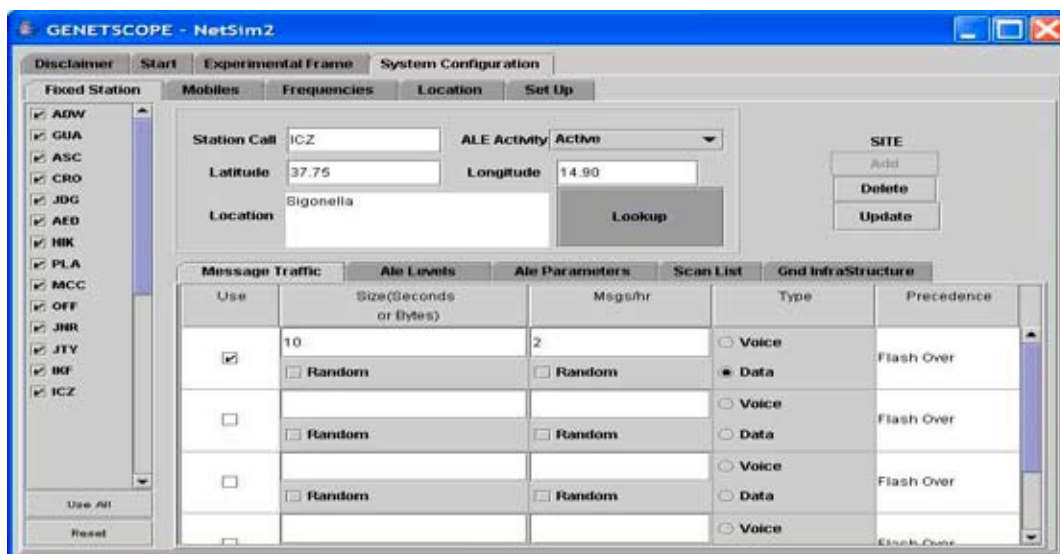 GENETSCOPE - NetSim2
Disclaimer Start Experimental Frame System Configuration
Fixed Station Mobiles Frequencies Location Set Up
ADW
GUA
ASC
CRO
JDG
AED
HIK
PLA
MCC
OFF
JNR
JTY
IKF
ICZ
Use All
Reset
Station Call ICZ ALE Activity Active
Latitude 37.75 Longitude 14.90
Location Sigonella Lookup
SITE
Add
Delete
Update
Message Traffic Ale Levels Ale Parameters Scan List Gnd InfraStructure
Use Size(Seconds or Bytes) Msgs/hr Type Precedence
10 2 Voice
Random Random Data Flash Over
Voice
Random Random Data Flash Over
Voice
Random Random Data Flash Over
Voice
Flash Over